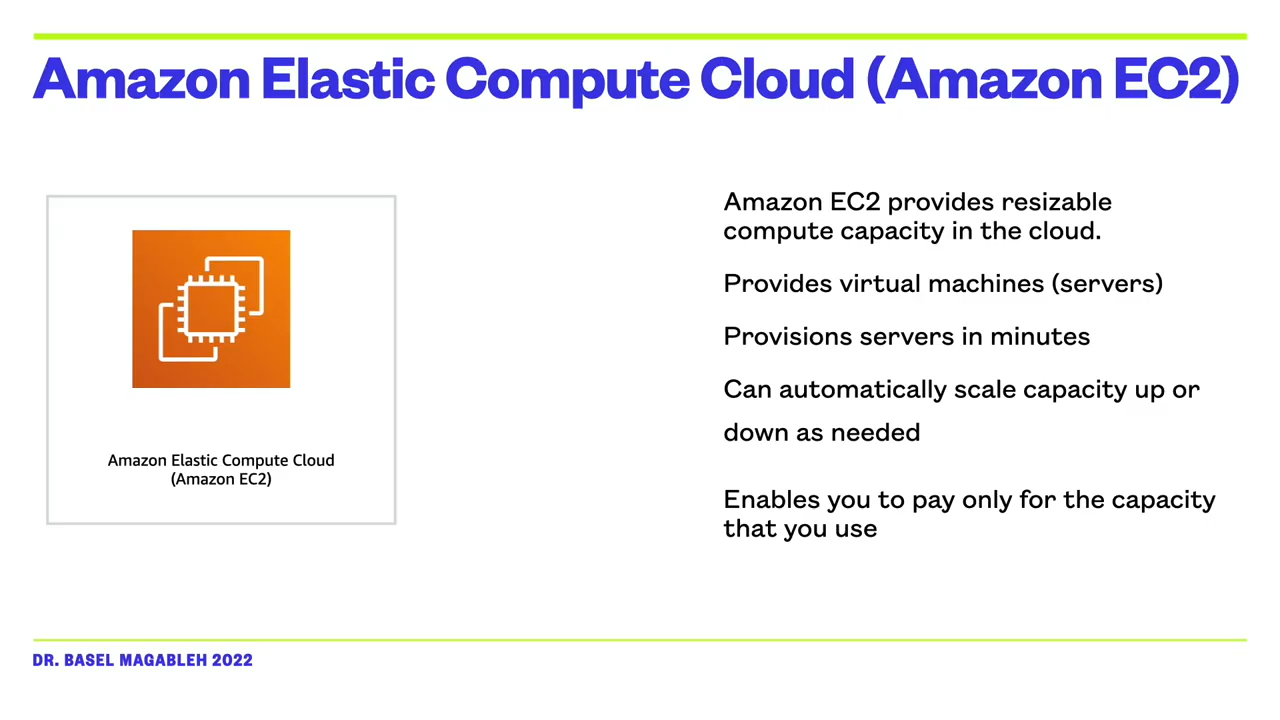 Amazon Elastic Compute Cloud (Amazon EC2)
Amazon Elastic Compute Cloud
(Amazon EC2)
Amazon EC2 provides resizable
compute capacity in the cloud.
Provides virtual machines (servers)
Provisions servers in minutes
Can automatically scale capacity up or
down as needed
Enables you to pay only for the capacity
that you use
DR. BASEL MAGABLEH 2022